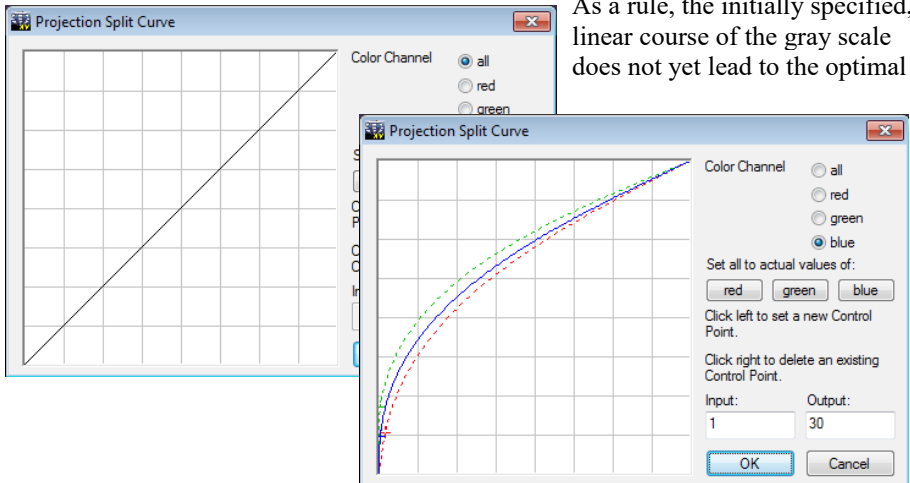 As a rule, the initially specified,
linear course of the gray scale
does not yet lead to the optimal
Projection Split Curve
Color Channel
all
red
green
Projection Split Curve
Color Channel
all
red
green
blue
Set all to actual values of:
red green blue
Click left to set a new Control
Point.
Click right to delete an existing
Control Point.
Input: Output:
1 30
OK Cancel